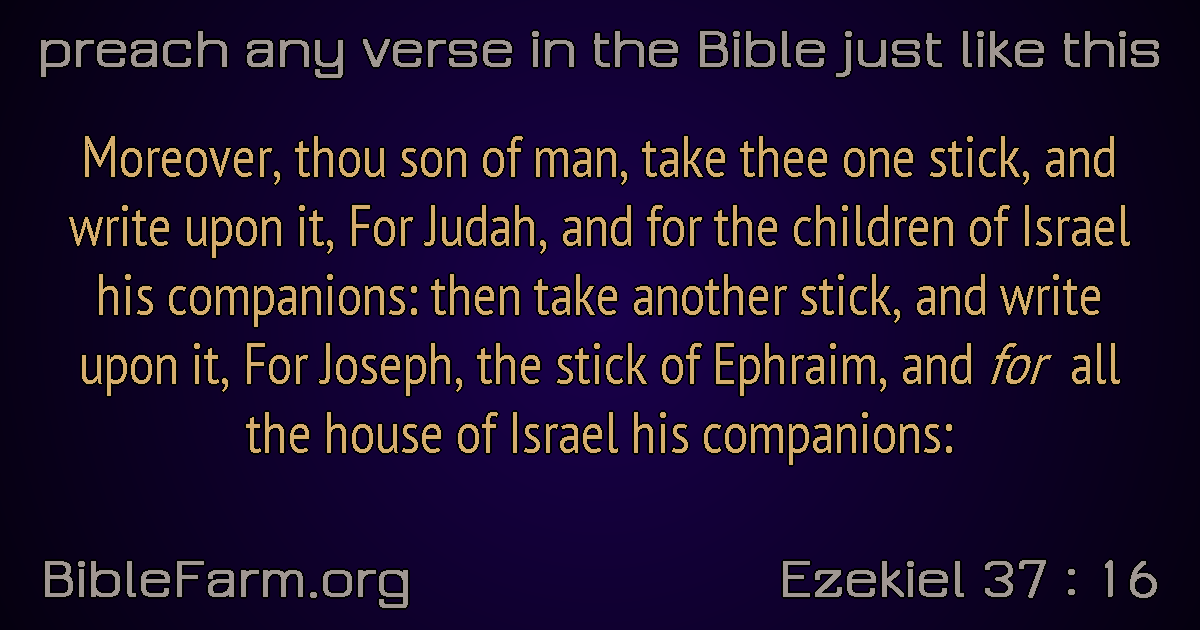 preach any verse in the Bible just like this
Moreover, thou son of man, take thee one stick, and
write upon it, For Judah, and for the children of Israel
his companions: then take another stick, and write
upon it, For Joseph, the stick of Ephraim, and for all
the house of Israel his companions:
BibleFarm.org
Ezekiel 37 : 16